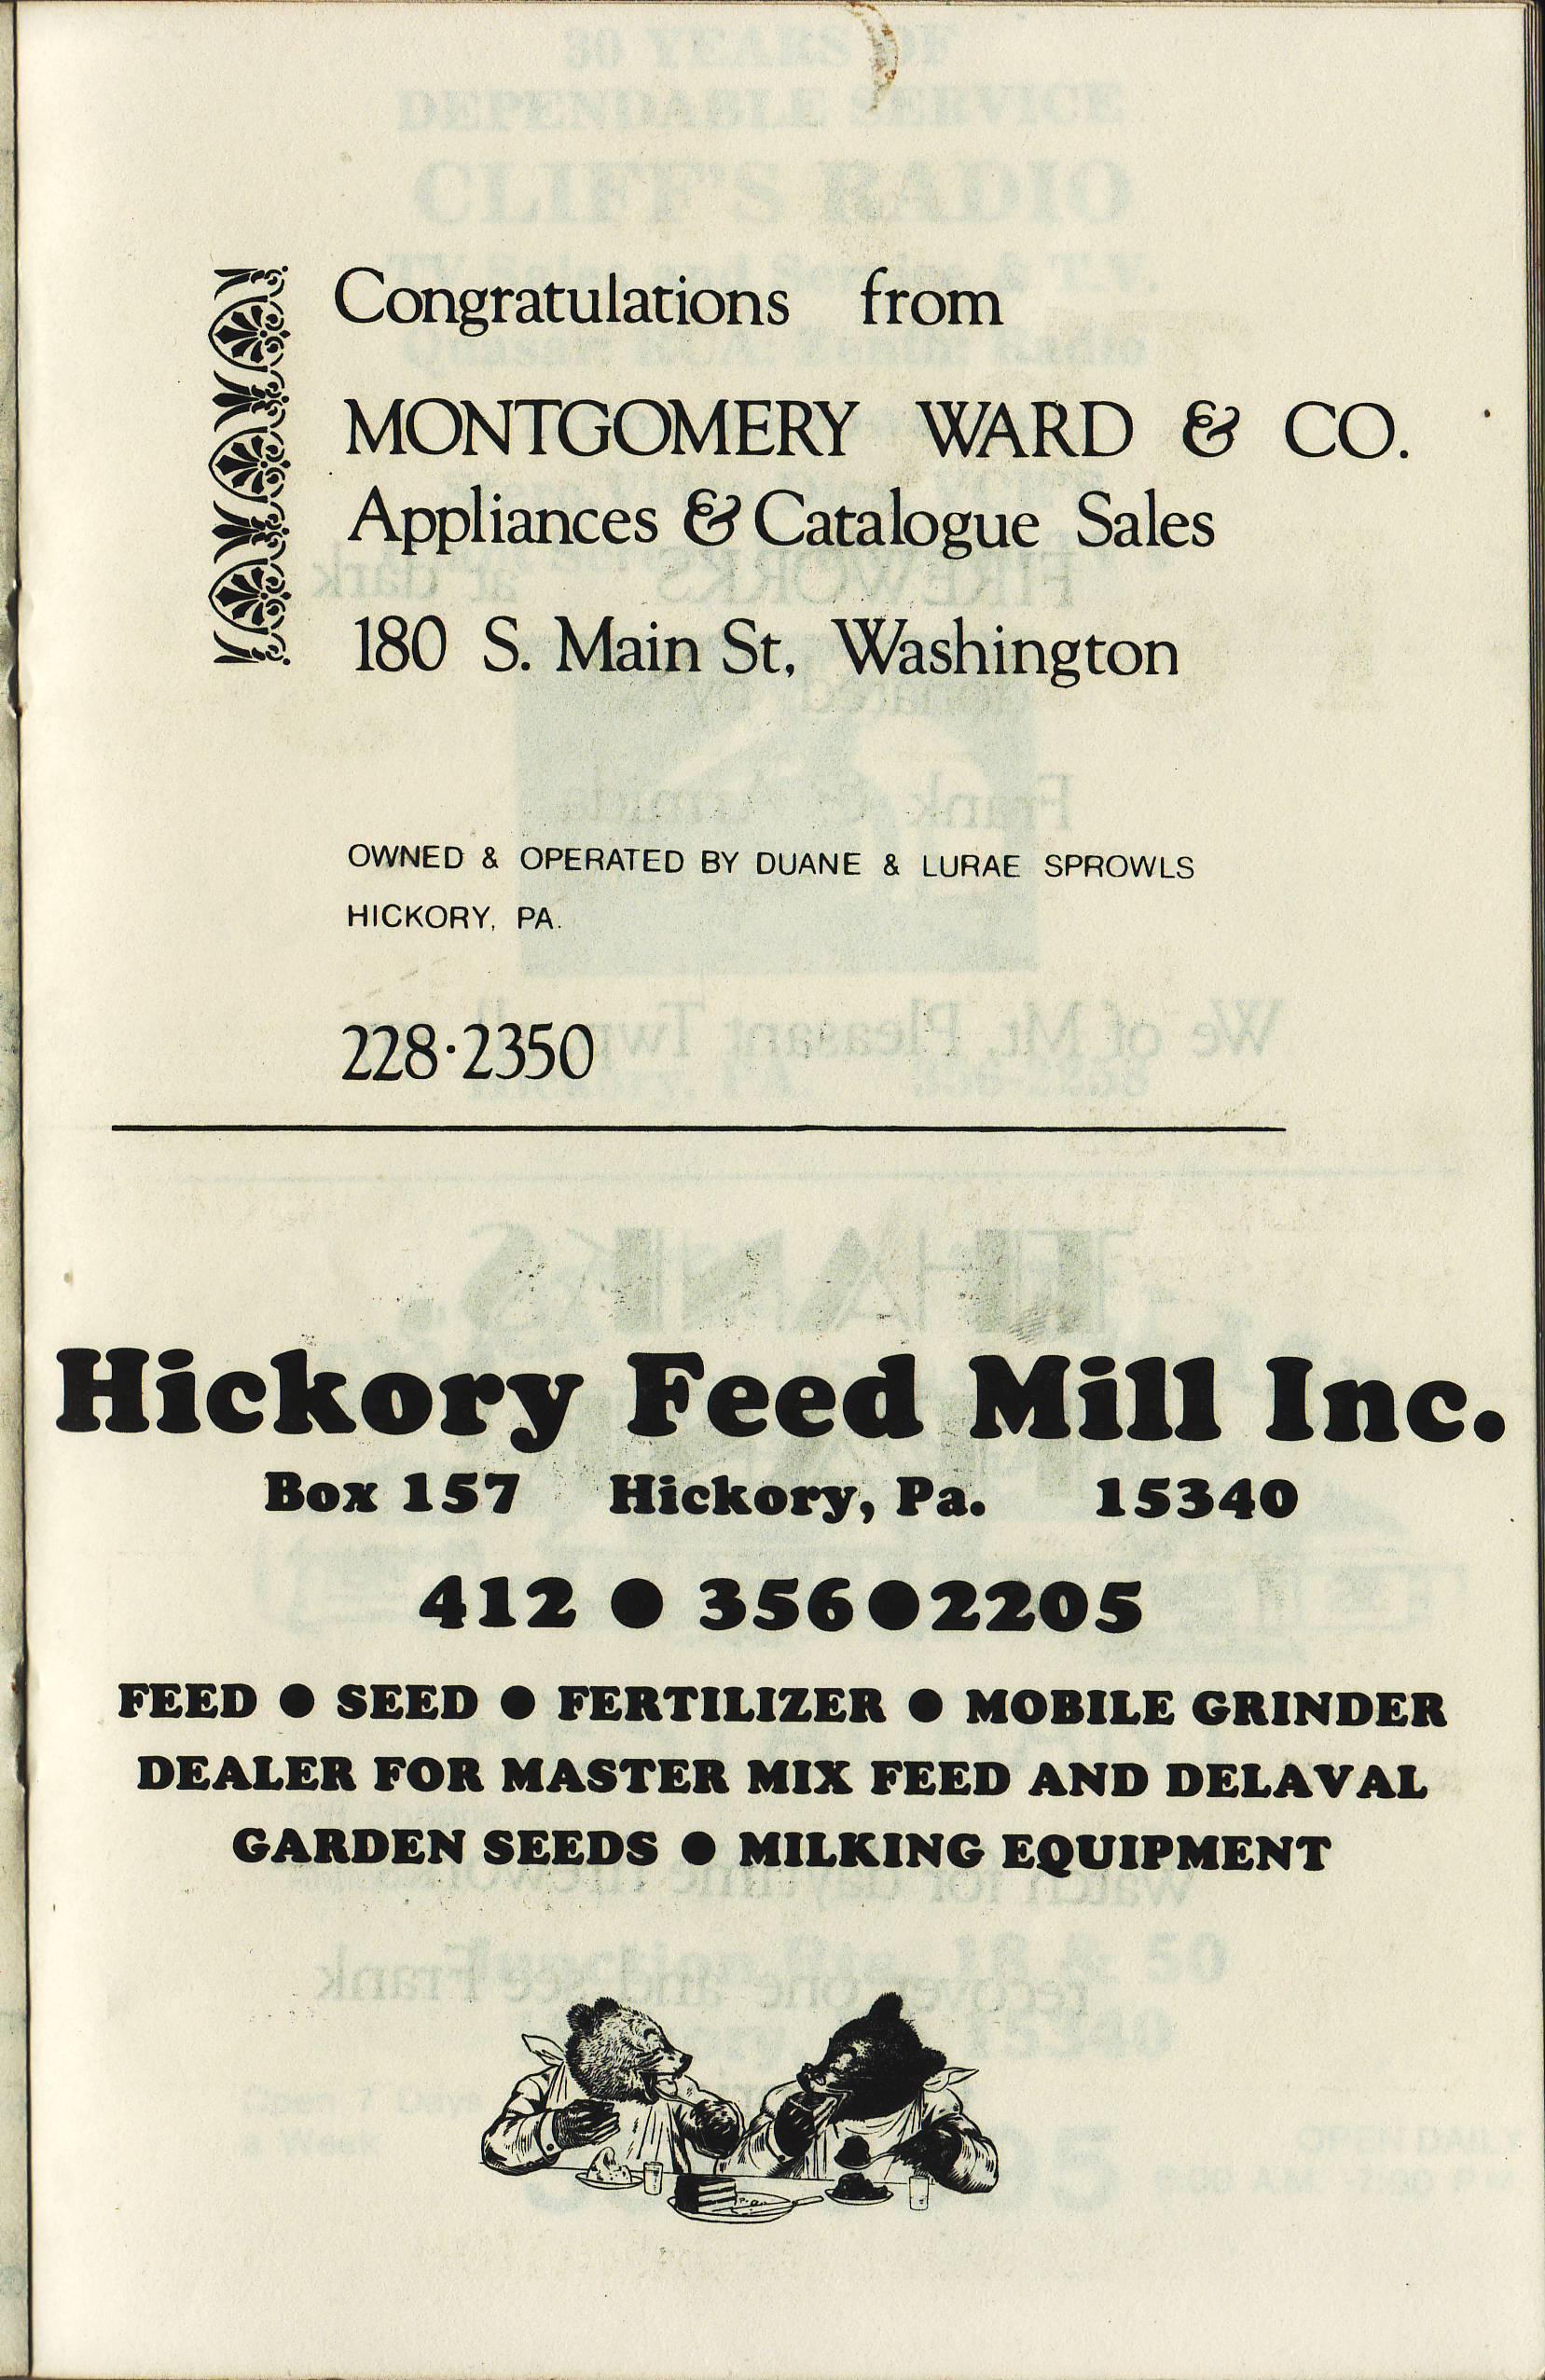 Congratulations from
MONTGOMERY WARD & CO.
Appliances & Catalogue Sales
180 S. Main St, Washington
OWNED & OPERATED BY DUANE & LURAE SPROWLS
HICKORY, PA.
228·2350
Hickory Feed Mill Inc.
Box 157 Hickory, Pa. 15340
412 ● 356●2205
FEED ● SEED ● FERTILIZER ● MOBILE GRINDER
DEALER FOR MASTER MIX FEED AND DELAVAL
GARDEN SEEDS ● MILKING EQUIPMENT